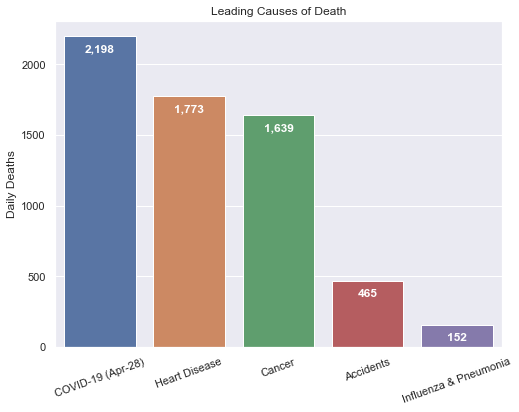 Leading Causes of Death
Daily Deaths
2000
1500
1000
500
0
2,198
1,773
1,639
465
152
COVID-19 (Apr-28)
Heart Disease
Cancer
Accidents
Influenza & Pneumonia